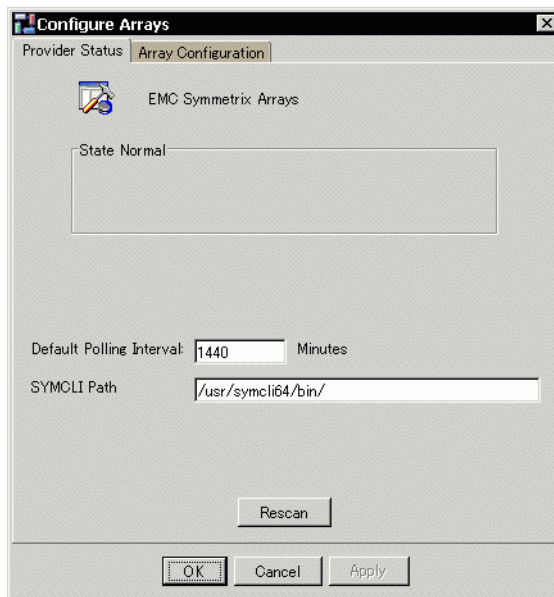 Configure Arrays
Provider Status Array Configuration
EMC Symmetrix Arrays
State Normal
Default Polling Interval: 1440 Minutes
SYMCLI Path /usr/symcli64/bin/
Rescan
OK Cancel Apply